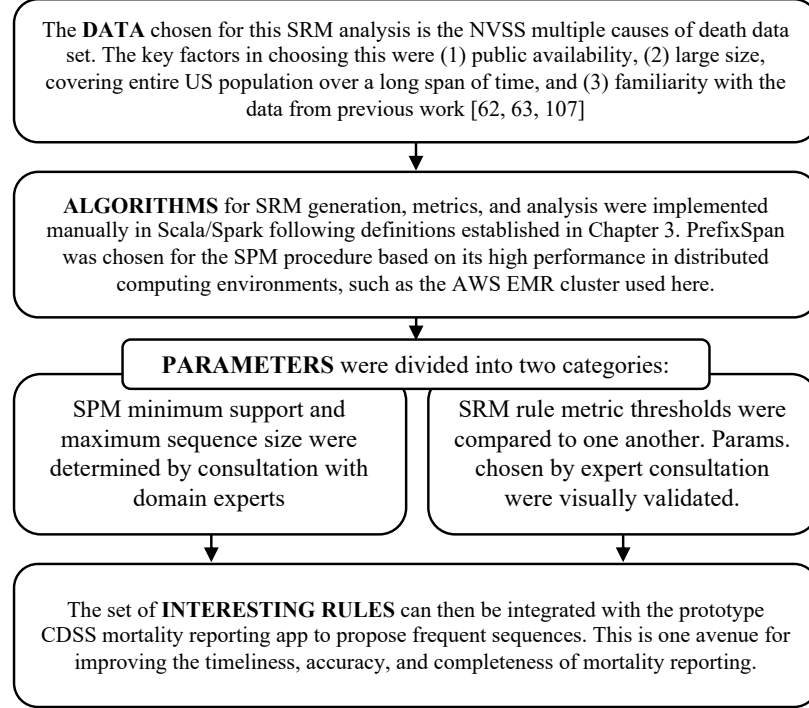 The DATA chosen for this SRM analysis is the NVSS multiple causes of death data
set. The key factors in choosing this were (1) public availability, (2) large size,
covering entire US population over a long span of time, and (3) familiarity with the
data from previous work [62, 63, 107]
ALGORITHMS for SRM generation, metrics, and analysis were implemented
manually in Scala/Spark following definitions established in Chapter 3. PrefixSpan
was chosen for the SPM procedure based on its high performance in distributed
computing environments, such as the AWS EMR cluster used here.
PARAMETERS were divided into two categories:
SPM minimum support and
maximum sequence size were
determined by consultation with
domain experts
SRM rule metric thresholds were
compared to one another. Params.
chosen by expert consultation
were visually validated.
The set of INTERESTING RULES can then be integrated with the prototype
CDSS mortality reporting app to propose frequent sequences. This is one avenue for
improving the timeliness, accuracy, and completeness of mortality reporting.